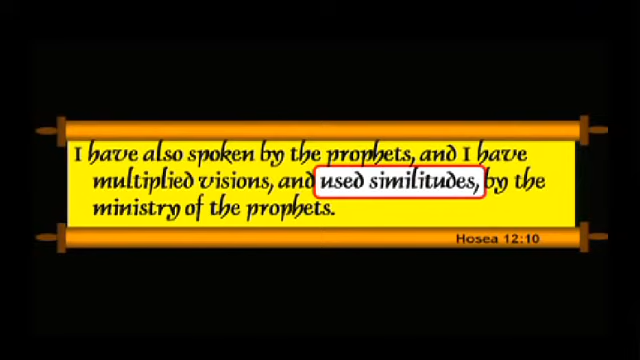 I have also spoken by the prophets, and I have
multiplied visions, and used similitudes, by the
ministry of the prophets.
Hosea 12:10